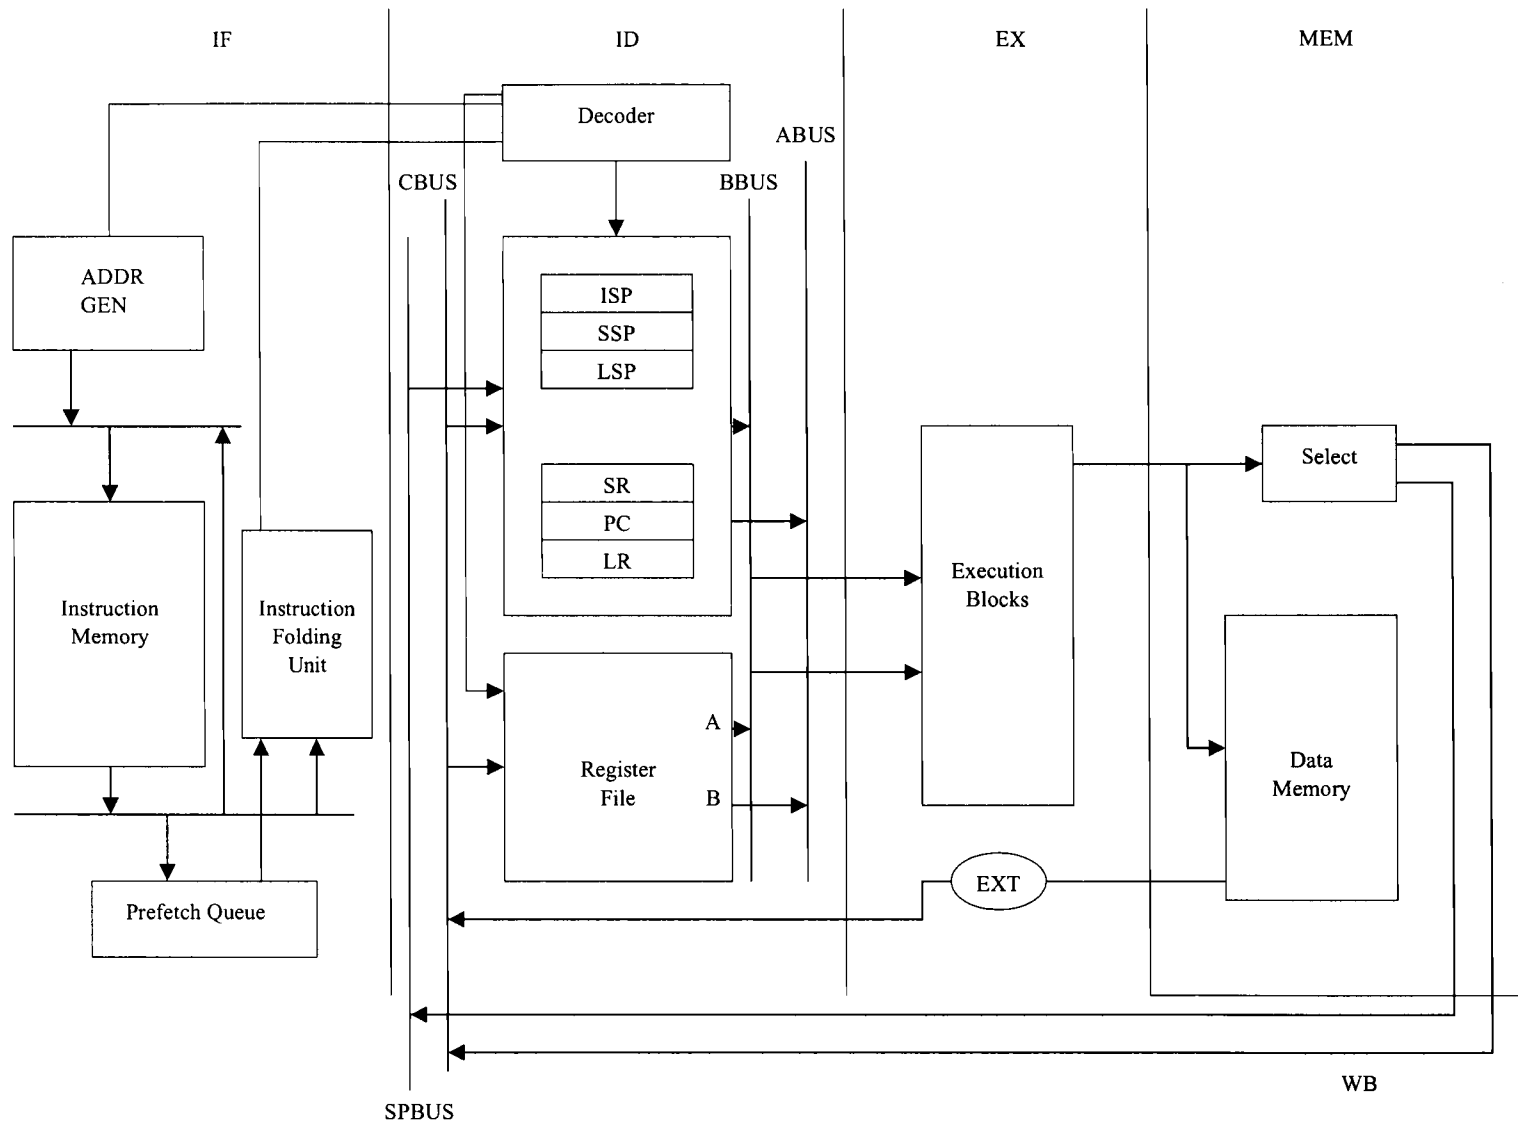 IF
ID
EX
MEM
Decoder
ABUS
CBUS
BBUS
ADDR
GEN
ISP
SSP
LSP
SR
PC
LR
Select
Execution
Blocks
Instruction
Memory
Instruction
Folding
Unit
A
Register
File
B
Data
Memory
EXT
Prefetch Queue
WB
SPBUS